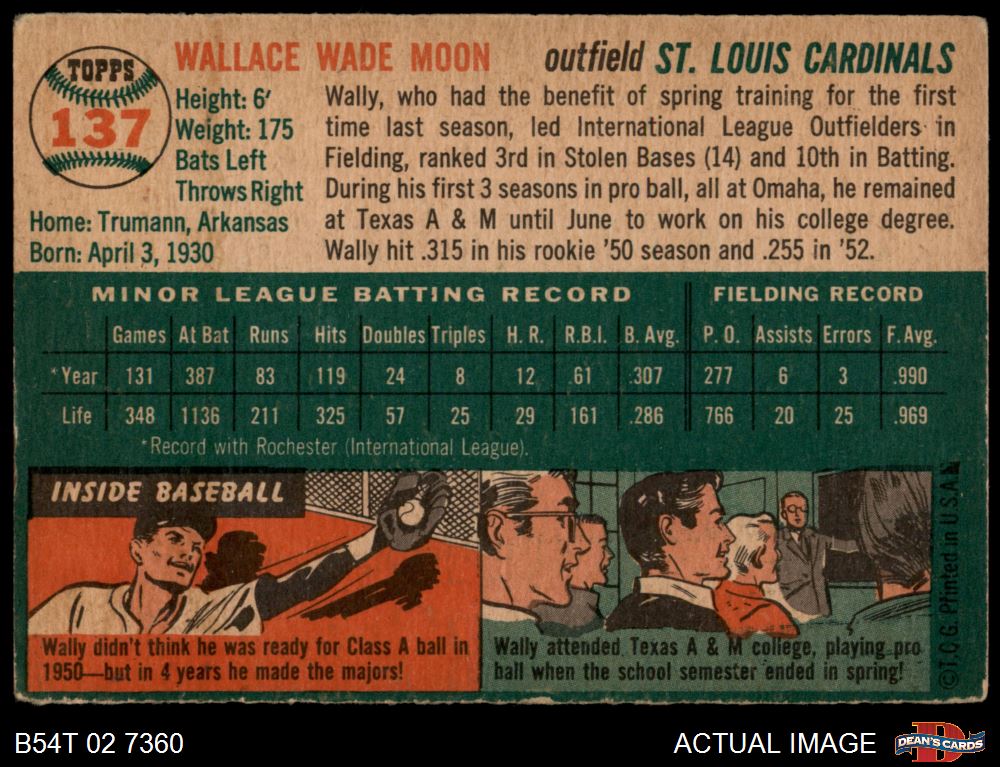 TOPPS
137
WALLACE WADE MOON outfield ST. LOUIS CARDINALS
Height: 6'
Weight: 175
Bats Left
Throws Right
Home: Trumann, Arkansas
Born: April 3, 1930
Wally, who had the benefit of spring training for the first
time last season, led International League Outfielders in
Fielding, ranked 3rd in Stolen Bases (14) and 10th in Batting.
During his first 3 seasons in pro ball, all at Omaha, he remained
at Texas A & M until June to work on his college degree.
Wally hit .315 in his rookie '50 season and .255 in '52.
MINOR LEAGUE BATTING RECORD FIELDING RECORD
Games At Bat Runs Hits Doubles Triples H. R. R.B.I. B. Avg. P. O. Assists Errors F. Avg.
*Year 131 387 83 119 24 8 12 61 .307 277 6 3 .990
Life 348 1136 211 325 57 25 29 161 .286 766 20 25 .969
*Record with Rochester (International League).
INSIDE BASEBALL
Wally didn't think he was ready for Class A ball in
1950—but in 4 years he made the majors!
Wally attended Texas A & M college, playing pro
ball when the school semester ended in spring!
© T.C.G. Printed in U.S.A.
B54T 02 7360
ACTUAL IMAGE
D
DEAN'S CARDS